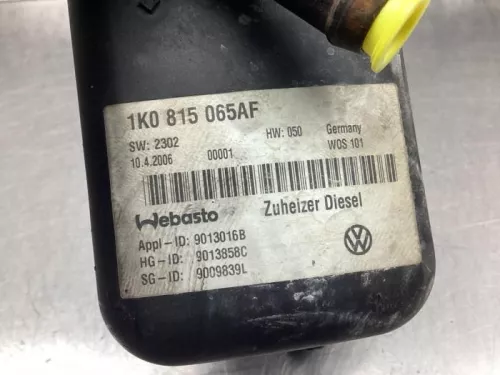 1K0 815 065AF
SW: 2302 HW: 050 Germany
10.4.2006 00001 WOS 101
Webasto Zuheizer Diesel
Appl-ID: 9013016B
HG-ID: 9013858C
SG-ID: 9009839L